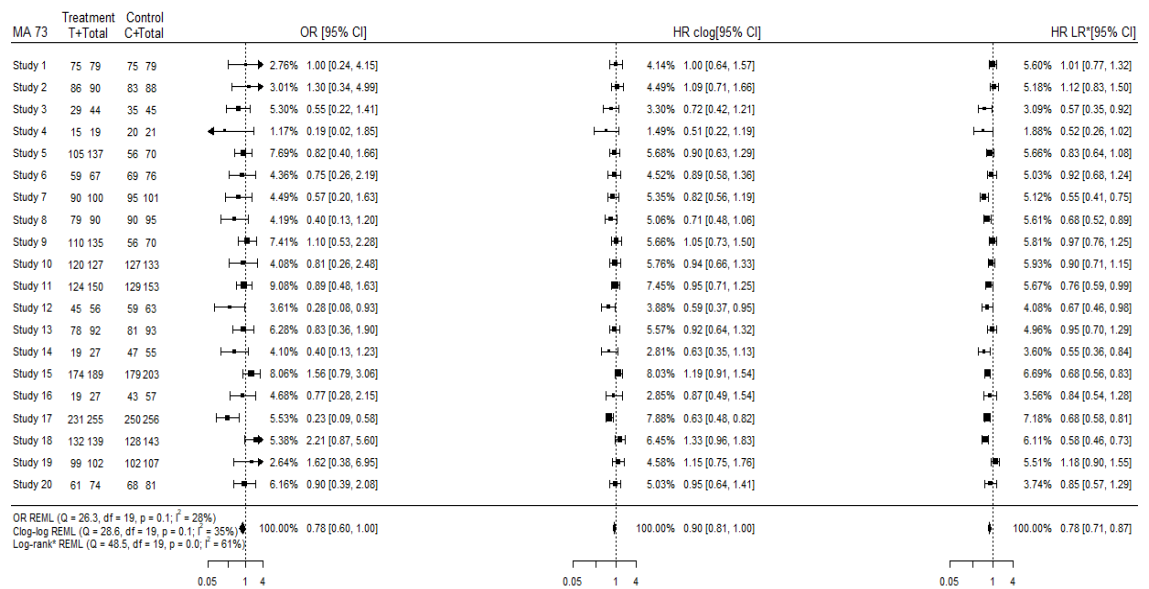 Treatment Control
MA 73 T+Total C+Total OR [95% CI] HR clog[95% CI] HR LR*[95% CI]
Study 1 75 79 75 79 2.76% 1.00 [0.24, 4.15] 4.14% 1.00 [0.64, 1.57] 5.60% 1.01 [0.77, 1.32]
Study 2 86 90 83 88 3.01% 1.30 [0.34, 4.99] 4.49% 1.09 [0.71, 1.66] 5.18% 1.12 [0.83, 1.50]
Study 3 29 44 35 45 5.30% 0.55 [0.22, 1.41] 3.30% 0.72 [0.42, 1.21] 3.09% 0.57 [0.35, 0.92]
Study 4 15 19 20 21 1.17% 0.19 [0.02, 1.85] 1.49% 0.51 [0.22, 1.19] 1.88% 0.52 [0.26, 1.02]
Study 5 105 137 56 70 7.69% 0.82 [0.40, 1.66] 5.68% 0.90 [0.63, 1.29] 5.66% 0.83 [0.64, 1.08]
Study 6 59 67 69 76 4.36% 0.75 [0.26, 2.19] 4.52% 0.89 [0.58, 1.36] 5.03% 0.92 [0.68, 1.24]
Study 7 90 100 95 101 4.49% 0.57 [0.20, 1.63] 5.35% 0.82 [0.56, 1.19] 5.12% 0.55 [0.41, 0.75]
Study 8 79 90 90 95 4.19% 0.40 [0.13, 1.20] 5.06% 0.71 [0.48, 1.06] 5.61% 0.68 [0.52, 0.89]
Study 9 110 135 56 70 7.41% 1.10 [0.53, 2.28] 5.66% 1.05 [0.73, 1.50] 5.81% 0.97 [0.76, 1.25]
Study 10 120 127 127 133 4.08% 0.81 [0.26, 2.48] 5.76% 0.94 [0.66, 1.33] 5.93% 0.90 [0.71, 1.15]
Study 11 124 150 129 153 9.08% 0.89 [0.48, 1.63] 7.45% 0.95 [0.71, 1.25] 5.67% 0.76 [0.59, 0.99]
Study 12 45 56 59 63 3.61% 0.28 [0.08, 0.93] 3.88% 0.59 [0.37, 0.95] 4.08% 0.67 [0.46, 0.98]
Study 13 78 92 81 93 6.28% 0.83 [0.36, 1.90] 5.57% 0.92 [0.64, 1.32] 4.96% 0.95 [0.70, 1.29]
Study 14 19 27 47 55 4.10% 0.40 [0.13, 1.23] 2.81% 0.63 [0.35, 1.13] 3.60% 0.55 [0.36, 0.84]
Study 15 174 189 179 203 8.06% 1.56 [0.79, 3.06] 8.03% 1.19 [0.91, 1.54] 6.69% 0.68 [0.56, 0.83]
Study 16 19 27 43 57 4.68% 0.77 [0.28, 2.15] 2.85% 0.87 [0.49, 1.54] 3.56% 0.84 [0.54, 1.28]
Study 17 231 255 250 256 5.53% 0.23 [0.09, 0.58] 7.88% 0.63 [0.48, 0.82] 7.18% 0.68 [0.58, 0.81]
Study 18 132 139 128 143 5.38% 2.21 [0.87, 5.60] 6.45% 1.33 [0.96, 1.83] 6.11% 0.58 [0.46, 0.73]
Study 19 99 102 102 107 2.64% 1.62 [0.38, 6.95] 4.58% 1.15 [0.75, 1.76] 5.51% 1.18 [0.90, 1.55]
Study 20 61 74 68 81 6.16% 0.90 [0.39, 2.08] 5.03% 0.95 [0.64, 1.41] 3.74% 0.85 [0.57, 1.29]
OR REML (Q = 26.3, df = 19, p = 0.1; I² = 28%)
Clog-log REML (Q = 28.6, df = 19, p = 0.1; I² = 35%) 100.00% 0.78 [0.60, 1.00] 100.00% 0.90 [0.81, 1.00] 100.00% 0.78 [0.71, 0.87]
Log-rank* REML (Q = 48.5, df = 19, p = 0.0; I² = 61%)
0.05 1 4 0.05 1 4 0.05 1 4